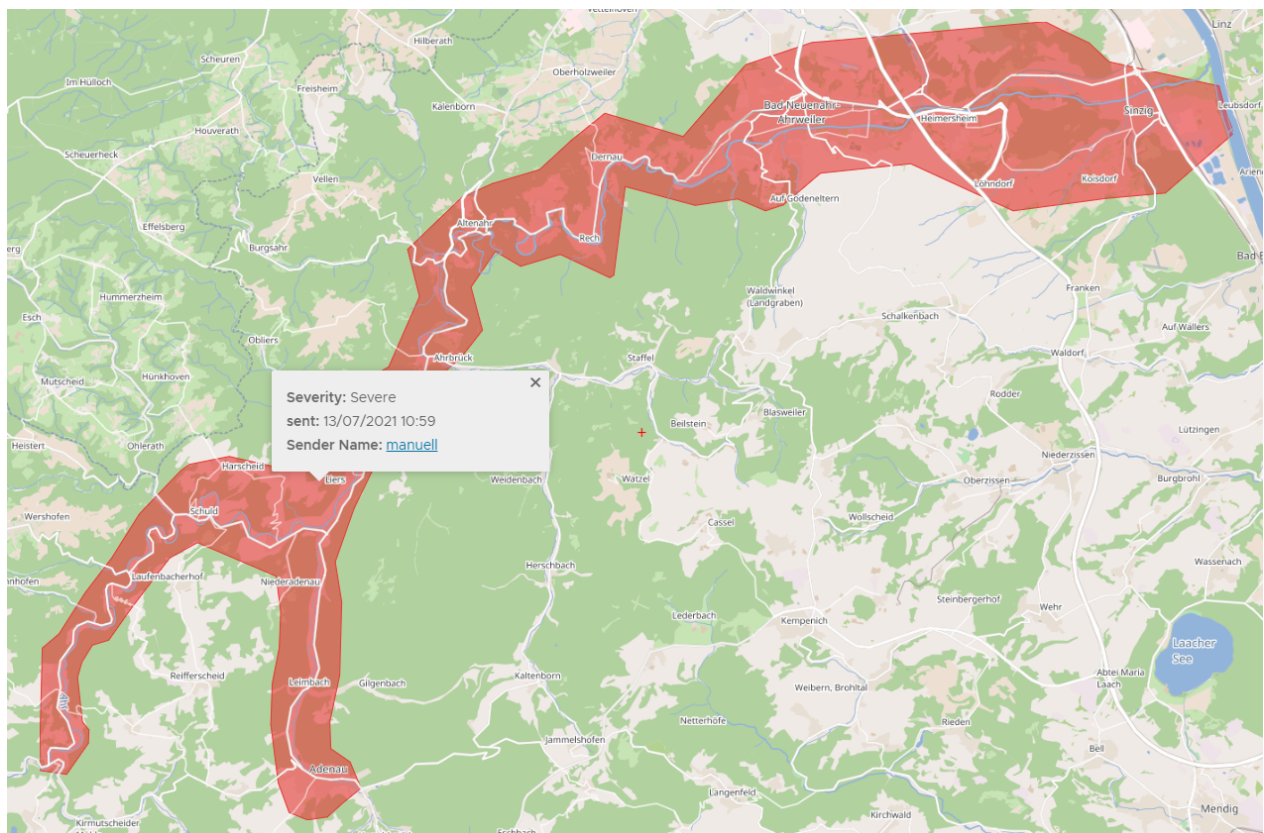 Vettelhoven
Linz
Hilberath
Scheuren
Oberholzweiler
Im Hülloch
Freisheim
Kalenborn
Bad Neuenahr-
Ahrweiler
Heimersheim
Sinzig
Leubsdorf
Houverath
Scheuerheck
Dernau
Vellen
Löhndorf
Koisdorf
Auf Godeneltern
Altenahr
Effelsberg
Rech
Burgsahr
Franken
Hummerzheim
Waldwinkel
(Landgraben)
Esch
Schalkenbach
Auf Wällers
Obliers
Ahrbrück
Staffel
Waldorf
Mutscheid
Hünkhoven
Rodder
Severity: Severe
sent: 13/07/2021 10:59
Sender Name: manuell
Blasweiler
Beilstein
Lützingen
Heistert
Ohlerath
Niederzissen
Harscheid
Liers
Weidenbach
Watzel
Oberzissen
Burgbrohl
Schuld
Wershofen
Cassel
Wollscheid
Wassenach
Herschbach
Laufenbacherhof
Niederadenau
Steinbergerhof
Wehr
Lederbach
Kempenich
Laacher
See
Reifferscheid
Leimbach
Gilgenbach
Kaltenborn
Abtei Maria
Laach
Weibern, Brohltal
Ahr
Netterhöfe
Rieden
Jammelshofen
Bell
Adenau
Langenfeld
Mendig
Kirmutscheider
Kirchwald
Eschbach